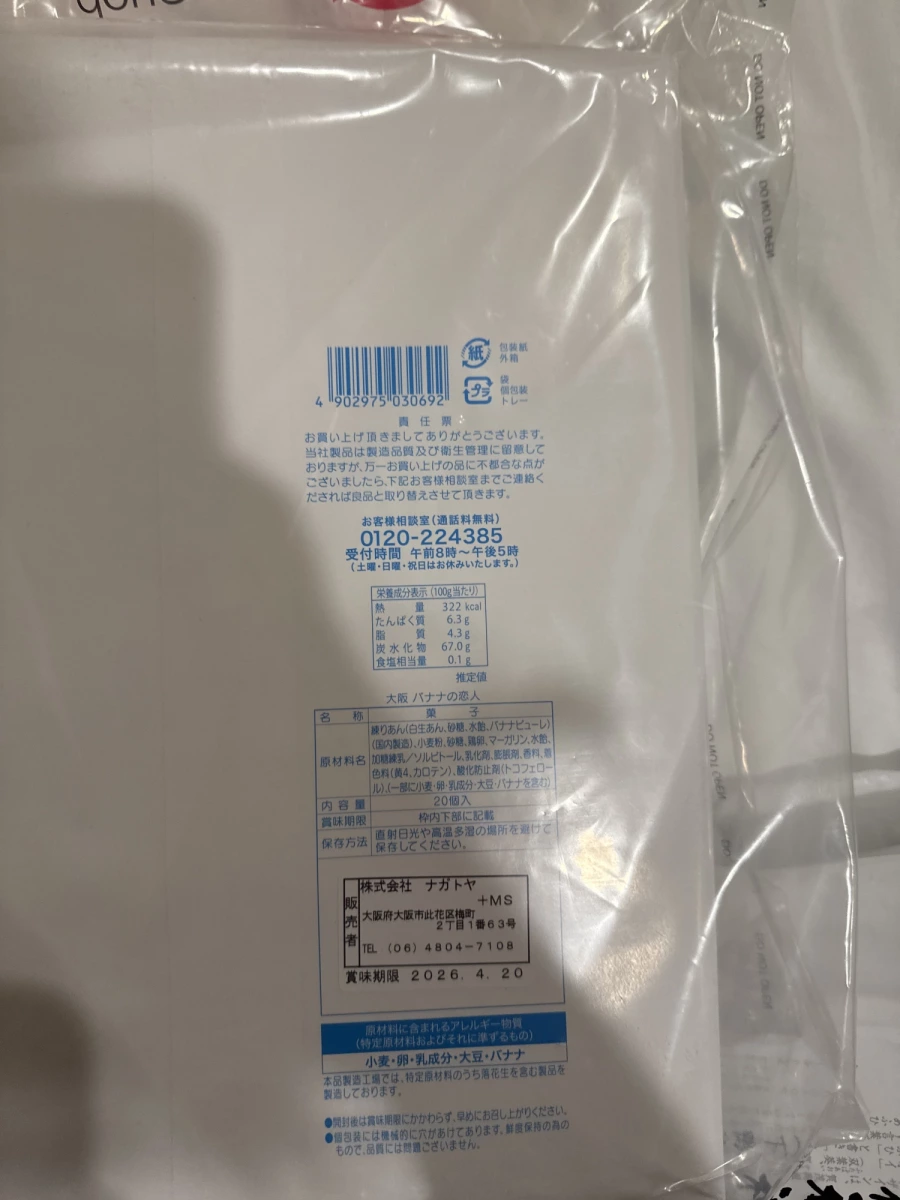 DO NOT OPEN
DO NOT OPEN
紙
包装紙
外箱
プラ
袋
個包装
トレー
4 902975 030692
責任票
お買い上げ頂きましてありがとうございます。
当社製品は製造品質及び衛生管理に留意して
おりますが、万一お買い上げの品に不都合な点が
ございましたら、下記お客様相談室までご連絡く
だされば良品と取り替えさせて頂きます。
お客様相談室(通話料無料)
0120-224385
受付時間 午前8時～午後5時
(土曜・日曜・祝日はお休みいたします。)
栄養成分表示(100g当たり)
熱量 322 kcal
たんぱく質 6.3 g
脂質 4.3 g
炭水化物 67.0 g
食塩相当量 0.1 g
推定値
大阪 バナナの恋人
名称 菓子
原材料名 練りあん(白生あん、砂糖、水飴、バナナピューレ)
(国内製造)、小麦粉、砂糖、鶏卵、マーガリン、水飴、
加糖練乳/ソルビトール、乳化剤、膨脹剤、香料、着
色料(黄4、カロテン)、酸化防止剤(トコフェロー
ル)、(一部に小麦・卵・乳成分・大豆・バナナを含む)
内容量 20個入
賞味期限 枠内下部に記載
保存方法 直射日光や高温多湿の場所を避けて
保存してください。
販売者 株式会社 ナガトヤ
+MS
大阪府大阪市此花区梅町
2丁目1番63号
TEL (06)4804-7108
賞味期限 2026. 4. 20
原材料に含まれるアレルギー物質
(特定原材料およびそれに準ずるもの)
小麦・卵・乳成分・大豆・バナナ
本品製造工場では、特定原材料のうち落花生を含む製品を
製造しております。
●開封後は賞味期限にかかわらず、早めにお召し上がりください。
●個包装には機械的に穴があけてあります。鮮度保持の為の
もので、品質には問題ございません。